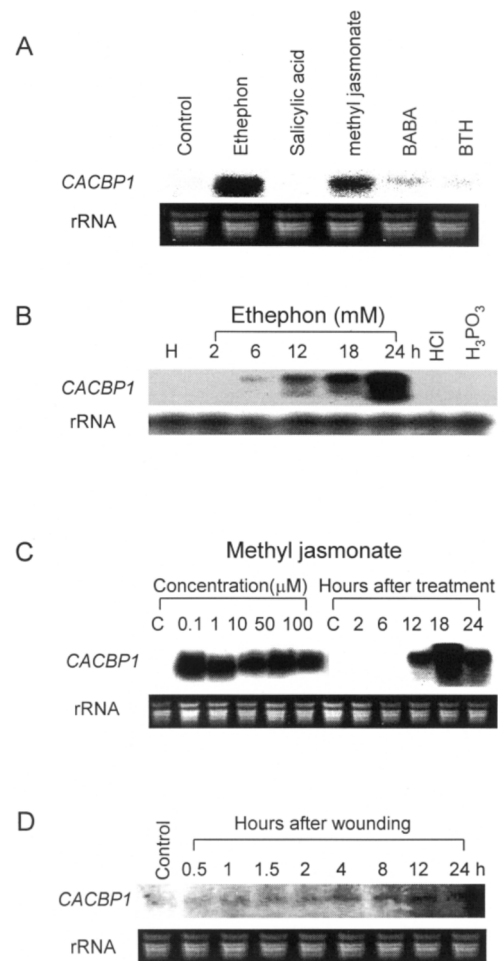 A
Control
Ethephon
Salicylic acid
methyl jasmonate
BABA
BTH
CACBP1
rRNA
B
Ethephon (mM)
H 2 6 12 18 24 h HCl H3PO3
CACBP1
rRNA
C
Methyl jasmonate
Concentration(μM) Hours after treatment
C 0.1 1 10 50 100 C 2 6 12 18 24
CACBP1
rRNA
D
Control
Hours after wounding
0.5 1 1.5 2 4 8 12 24 h
CACBP1
rRNA